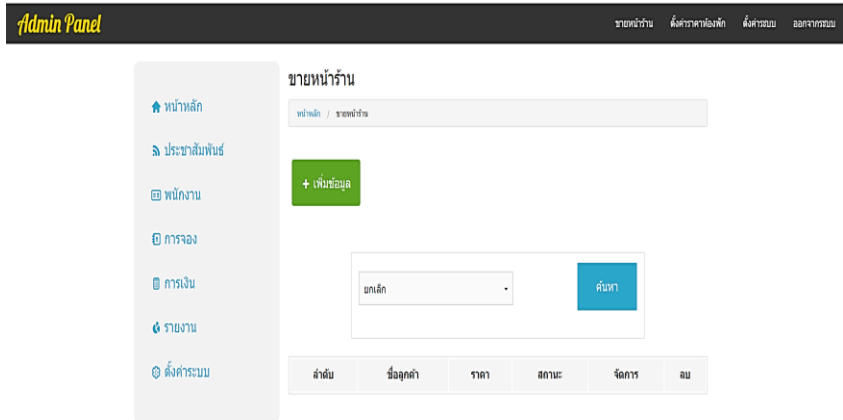 Admin Panel
ขายหน้าร้าน ตั้งค่าราคาห้องพัก ตั้งค่าระบบ ออกจากระบบ
ขายหน้าร้าน
หน้าหลัก / ขายหน้าร้าน
หน้าหลัก
ประชาสัมพันธ์
พนักงาน
การจอง
การเงิน
รายงาน
ตั้งค่าระบบ
+ เพิ่มข้อมูล
ยกเลิก
ค้นหา
ลำดับ ชื่อลูกค้า ราคา สถานะ จัดการ ลบ